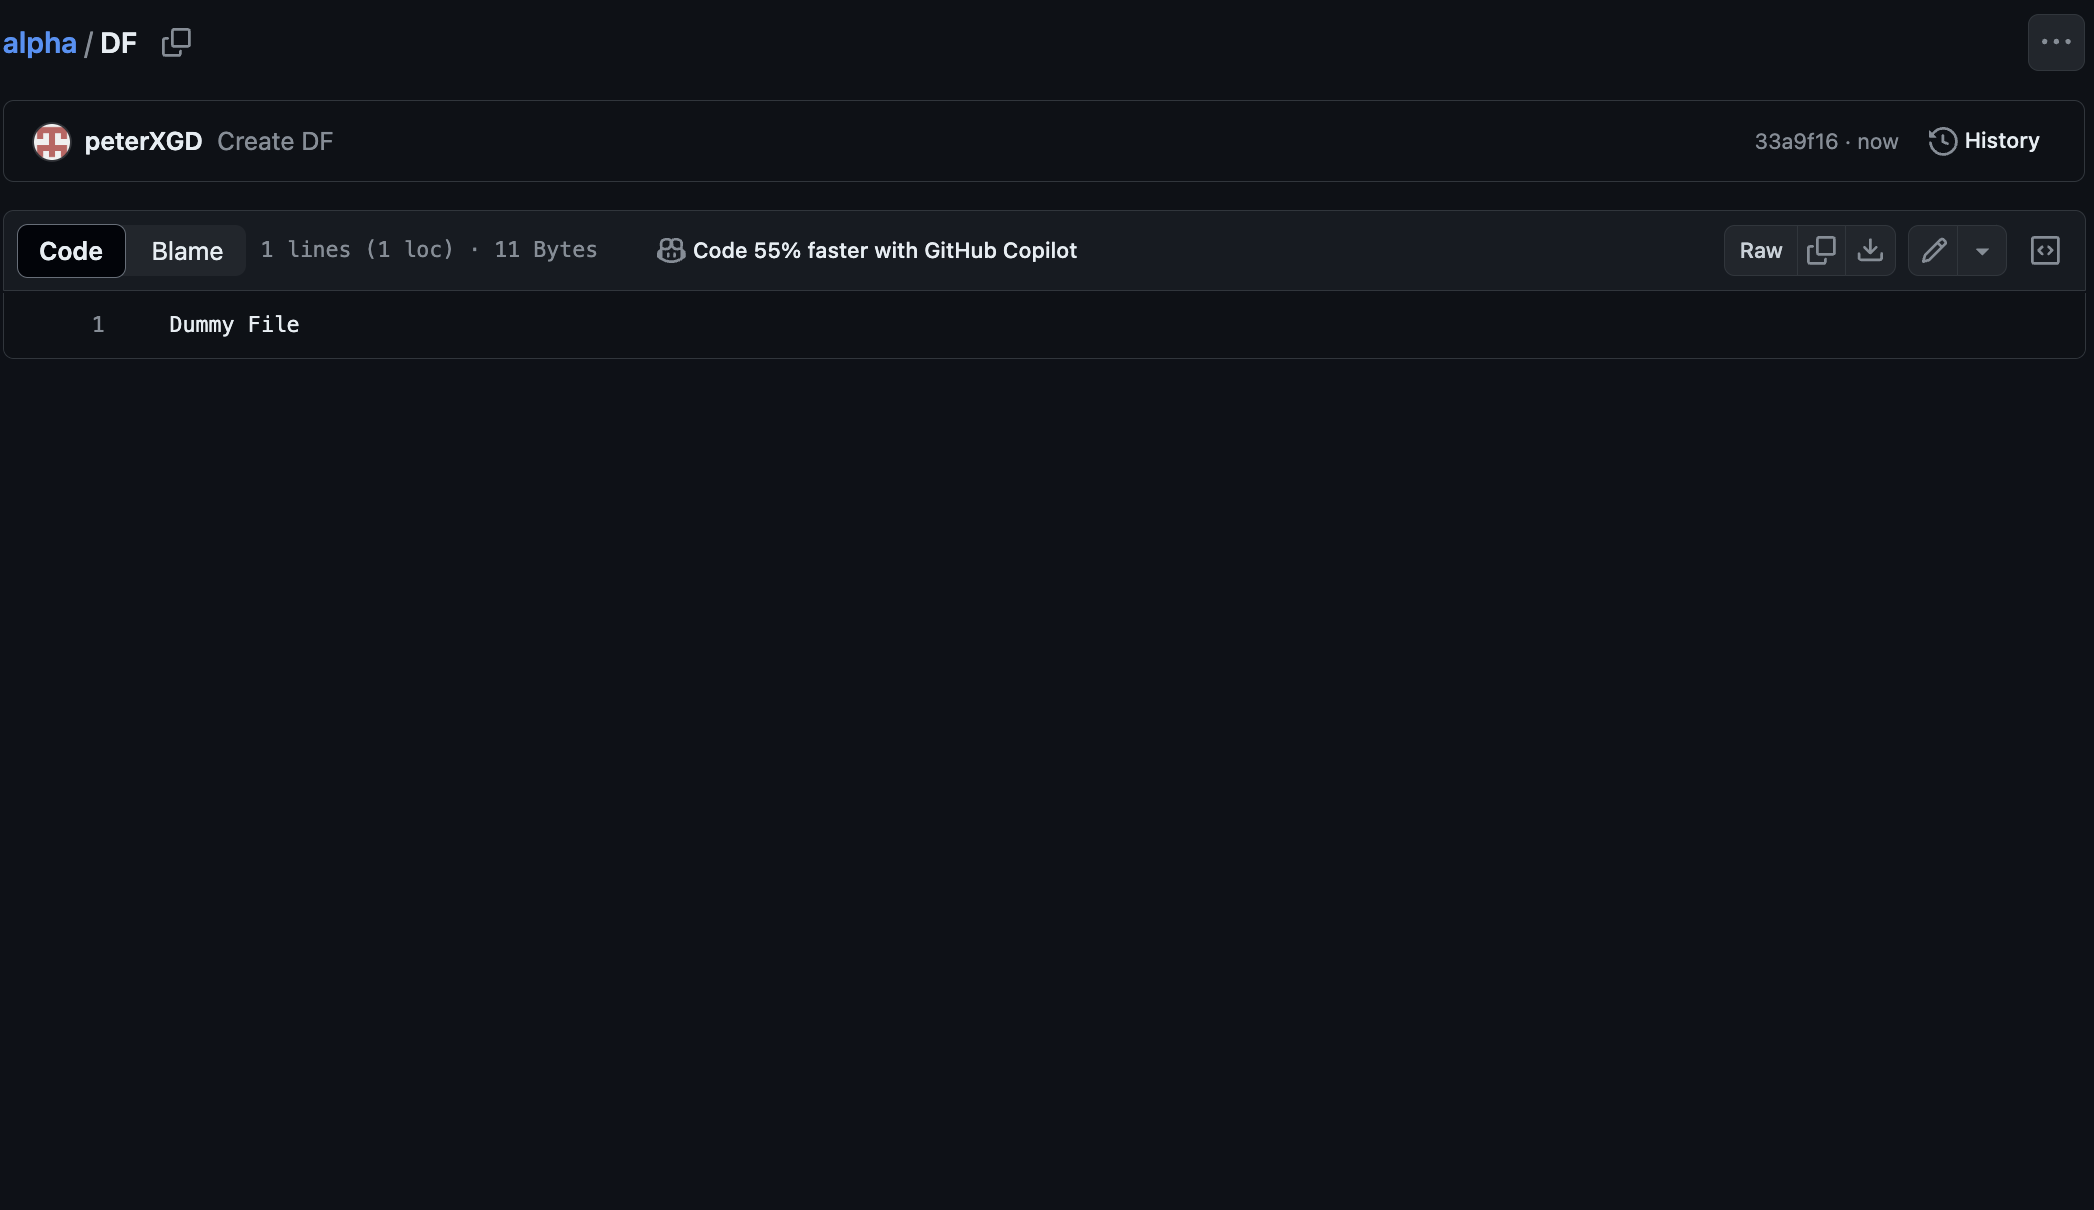 alpha / DF
peterXGD Create DF
33a9f16 · now History
Code Blame 1 lines (1 loc) · 11 Bytes Code 55% faster with GitHub Copilot Raw
1 Dummy File